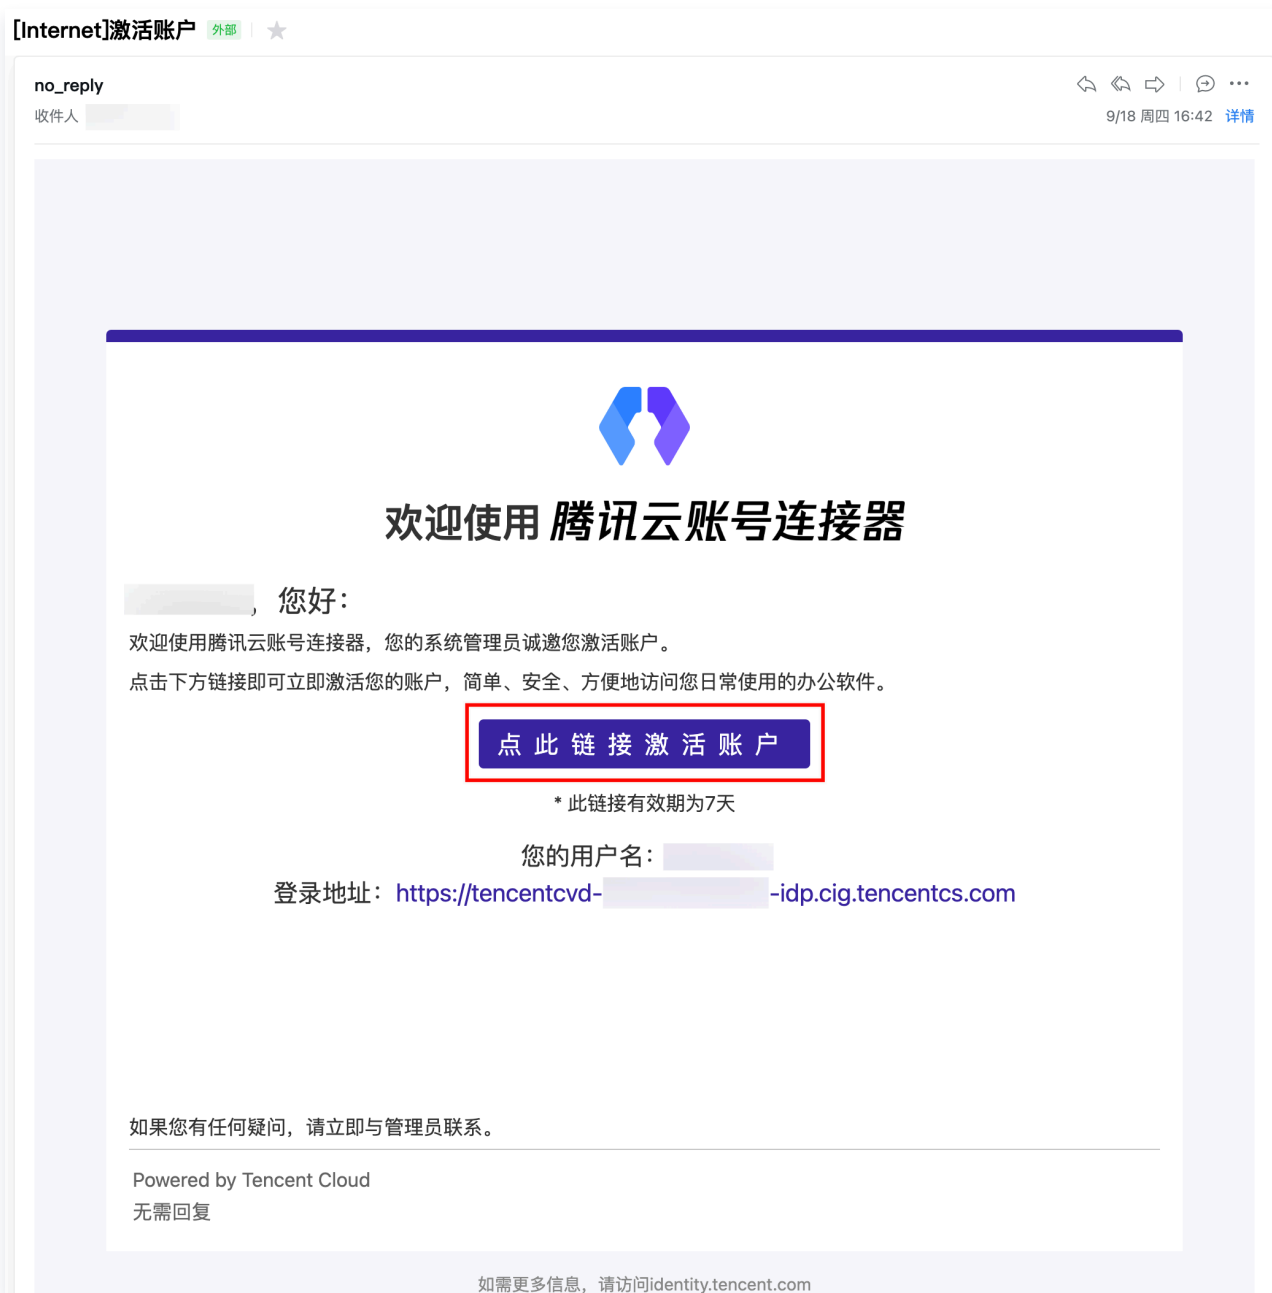 [Internet]激活账户 外部
no_reply
收件人
9/18 周四 16:42 详情
欢迎使用 腾讯云账号连接器
，您好：
欢迎使用腾讯云账号连接器，您的系统管理员诚邀您激活账户。
点击下方链接即可立即激活您的账户，简单、安全、方便地访问您日常使用的办公软件。
点此链接激活账户
* 此链接有效期为7天
您的用户名：
登录地址：https://tencentcvd- -idp.cig.tencentcs.com
如果您有任何疑问，请立即与管理员联系。
Powered by Tencent Cloud
无需回复
如需更多信息，请访问identity.tencent.com